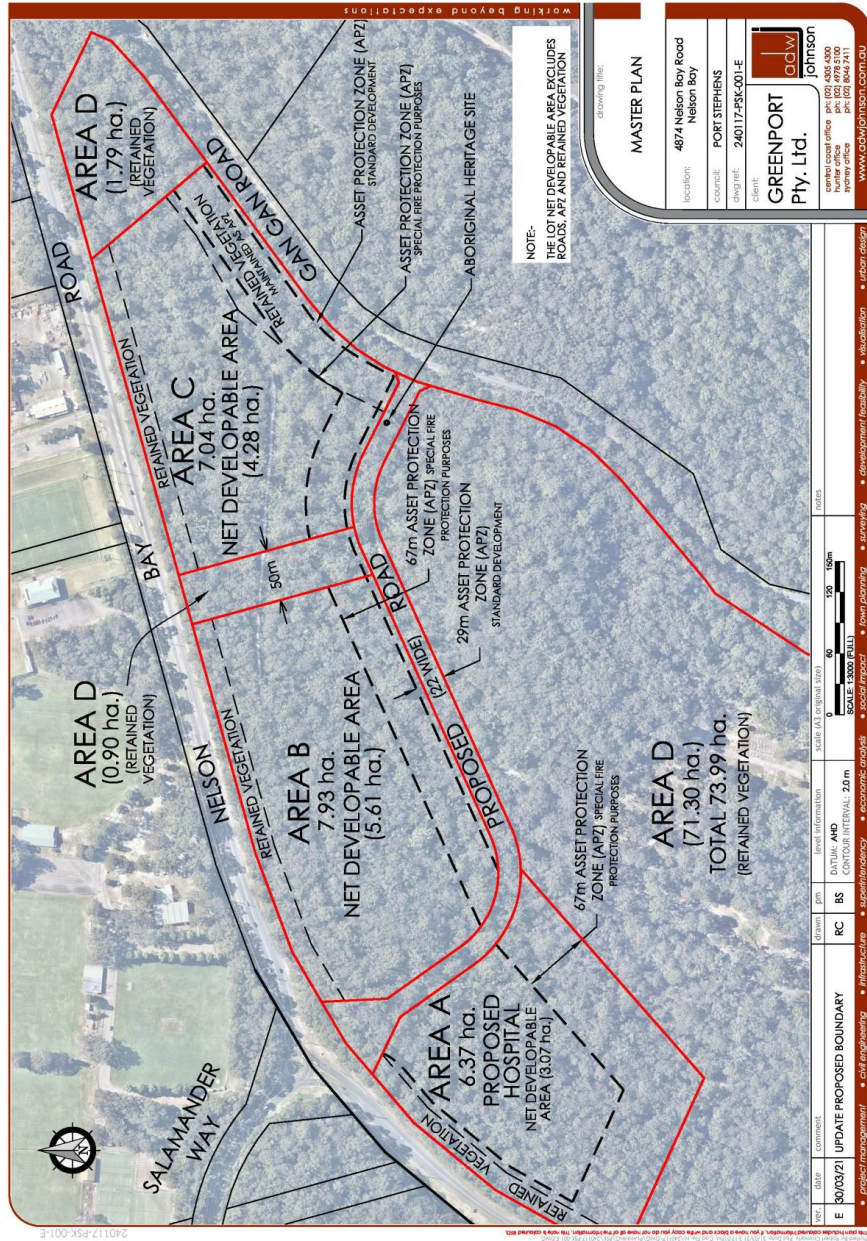 working beyond expectations
AREA D
(1.79 ha.)
(RETAINED
VEGETATION)
ROAD
GAN GAN ROAD
ASSET PROTECTION ZONE (APZ)
STANDARD DEVELOPMENT
ASSET PROTECTION ZONE (APZ)
SPECIAL FIRE PROTECTION PURPOSES
ABORIGINAL HERITAGE SITE
RETAINED VEGETATION
MAINTAINED AS APZ
RETAINED VEGETATION
AREA C
7.04 ha.
NET DEVELOPABLE AREA
(4.28 ha.)
BAY
50m
67m ASSET PROTECTION
ZONE (APZ) SPECIAL FIRE
PROTECTION PURPOSES
29m ASSET PROTECTION
ZONE (APZ)
STANDARD DEVELOPMENT
AREA D
(0.90 ha.)
(RETAINED
VEGETATION)
NELSON
RETAINED VEGETATION
AREA B
7.93 ha.
NET DEVELOPABLE AREA
(5.61 ha.)
PROPOSED
(22 WIDE)
ROAD
SALAMANDER
WAY
N
AREA A
6.37 ha.
PROPOSED
HOSPITAL
NET DEVELOPABLE
AREA (3.07 ha.)
RETAINED
VEGETATION
67m ASSET PROTECTION
ZONE (APZ) SPECIAL FIRE
PROTECTION PURPOSES
AREA D
(71.30 ha.)
TOTAL 73.99 ha.
(RETAINED VEGETATION)
NOTE:-
THE LOT NET DEVELOPABLE AREA EXCLUDES
ROADS, APZ AND RETAINED VEGETATION
drawing title:
MASTER PLAN
location: 4874 Nelson Bay Road
Nelson Bay
council: PORT STEPHENS
dwg ref: 240117-PSK-001-E
client:
GREENPORT
Pty. Ltd.
adw
johnson
central coast office ph: (02) 4305 4300
hunter office ph: (02) 4978 5100
sydney office ph: (02) 8046 7411
www.adwjohnson.com.au
ver. date comment drawn pm level information scale (A3 original size) notes
E 30/03/21 UPDATE PROPOSED BOUNDARY RC BS
DATUM: AHD
CONTOUR INTERVAL: 2.0 m
0 60 120 150m
SCALE: 1:3000 (FULL)
• project management • civil engineering • infrastructure • superintendency • economic analysis • social impact • town planning • surveying • development feasibility • visualisation • urban design
240117-PSK-001-E